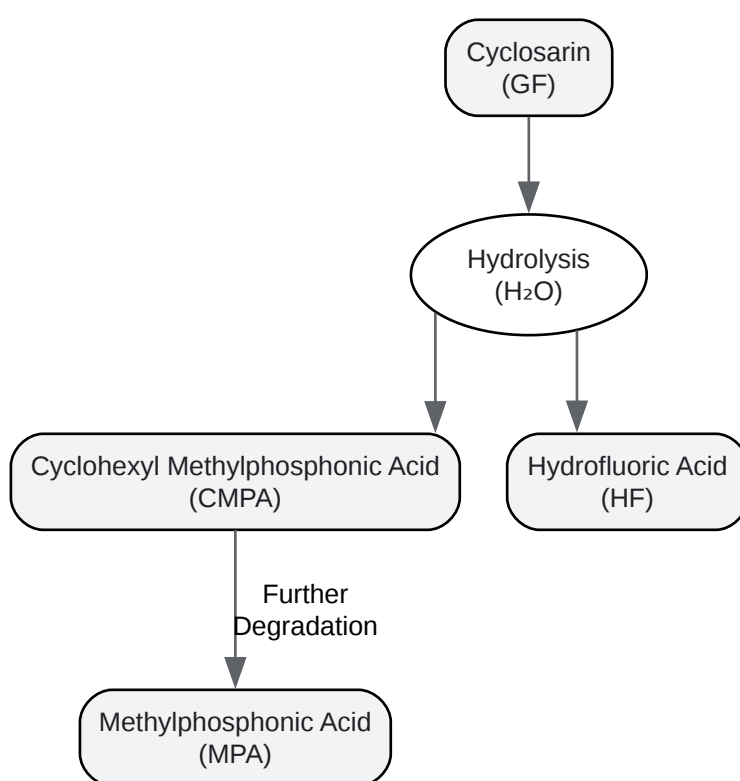 Cyclosarin
(GF)
Hydrolysis
(H₂O)
Cyclohexyl Methylphosphonic Acid
(CMPA)
Hydrofluoric Acid
(HF)
Further
Degradation
Methylphosphonic Acid
(MPA)